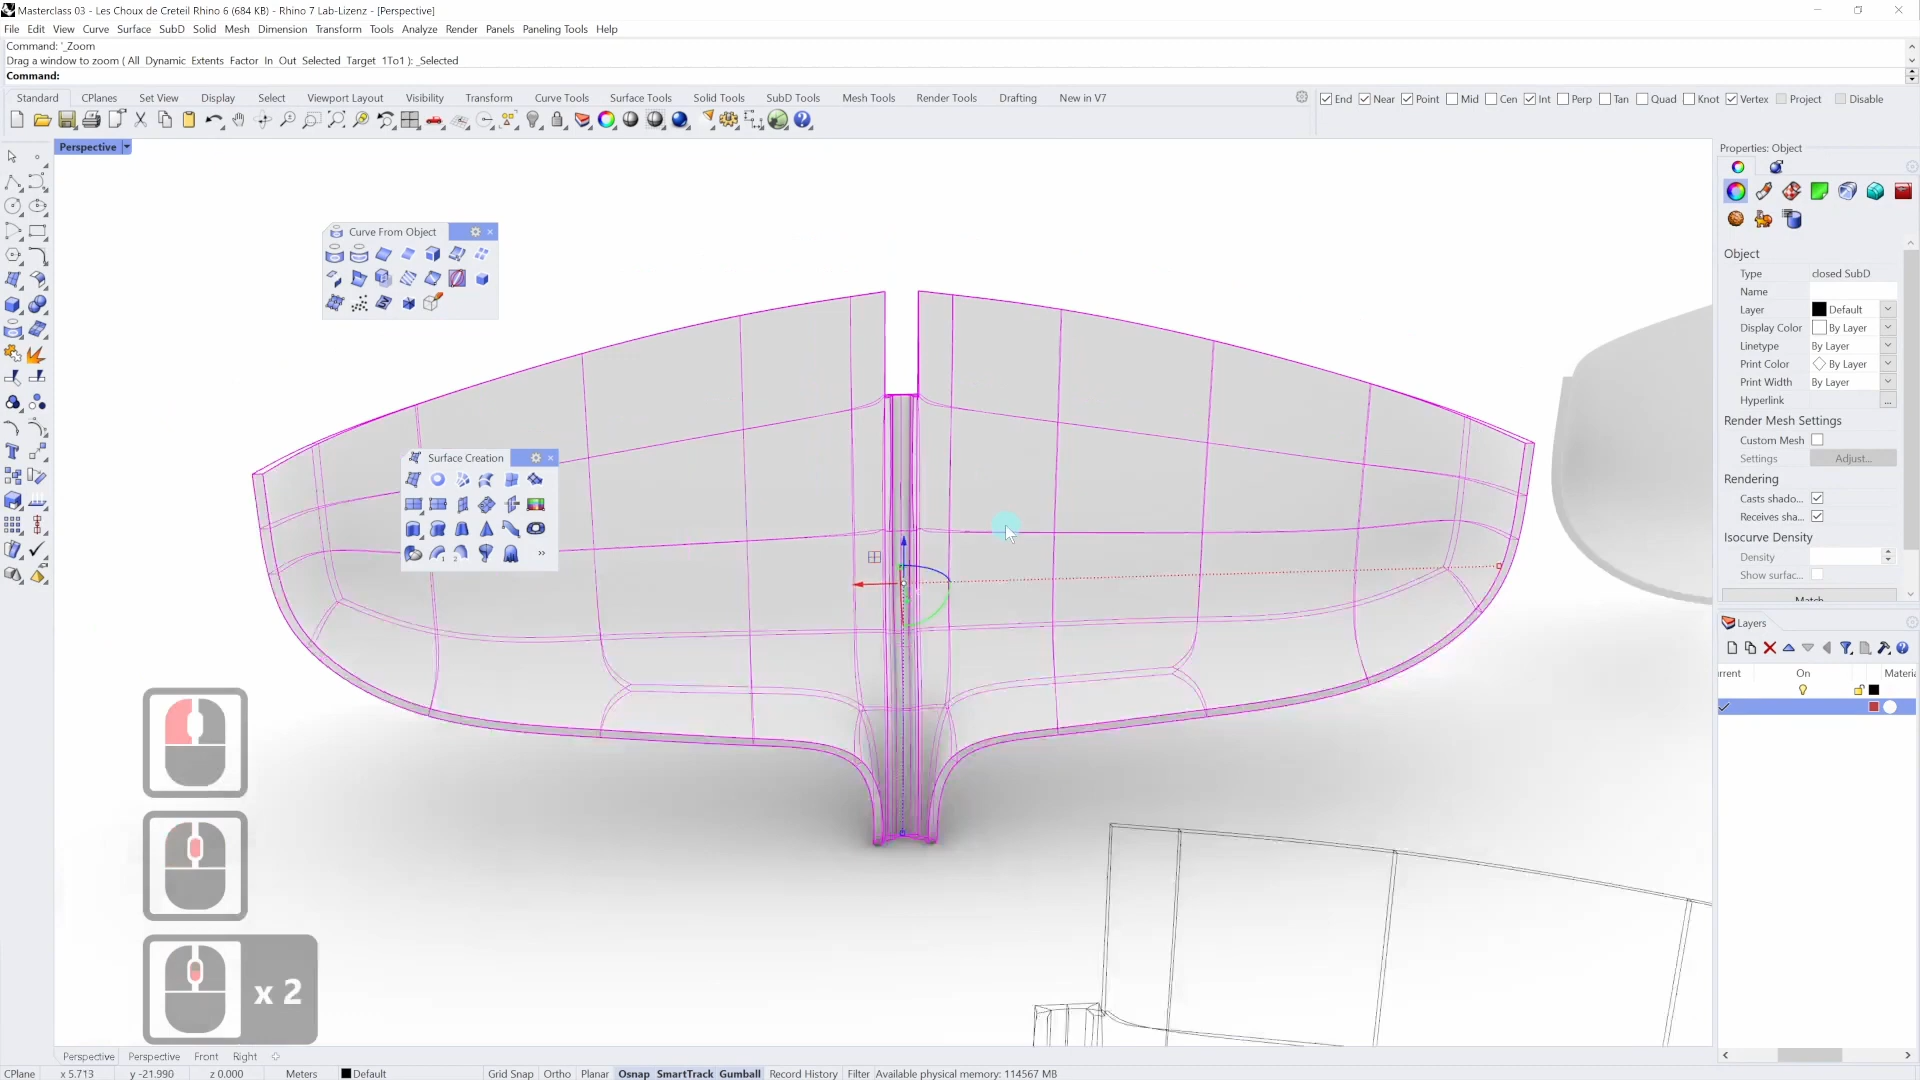 Masterclass 03 - Les Choux de Creteil Rhino 6 (684 KB) - Rhino 7 Lab-Lizenz - [Perspective]
File Edit View Curve Surface SubD Solid Mesh Dimension Transform Tools Analyze Render Panels Paneling Tools Help
Command: '_Zoom
Drag a window to zoom ( All Dynamic Extents Factor In Out Selected Target 1To1 ): _Selected
Command:
Standard CPlanes Set View Display Select Viewport Layout Visibility Transform Curve Tools Surface Tools Solid Tools SubD Tools Mesh Tools Render Tools Drafting New in V7
End Near Point Mid Cen Int Perp Tan Quad Knot Vertex Project Disable
Perspective
Curve From Object
Surface Creation
x 2
Properties: Object
Object
Type closed SubD
Name
Layer Default
Display Color By Layer
Linetype By Layer
Print Color By Layer
Print Width By Layer
Hyperlink ...
Render Mesh Settings
Custom Mesh
Settings Adjust...
Rendering
Casts shado...
Receives sha...
Isocurve Density
Density
Show surfac...
Match
Layers
rrent On Materia
Perspective Perspective Front Right
CPlane x 5.713 y -21.990 z 0.000 Meters Default Grid Snap Ortho Planar Osnap SmartTrack Gumball Record History Filter Available physical memory: 114567 MB